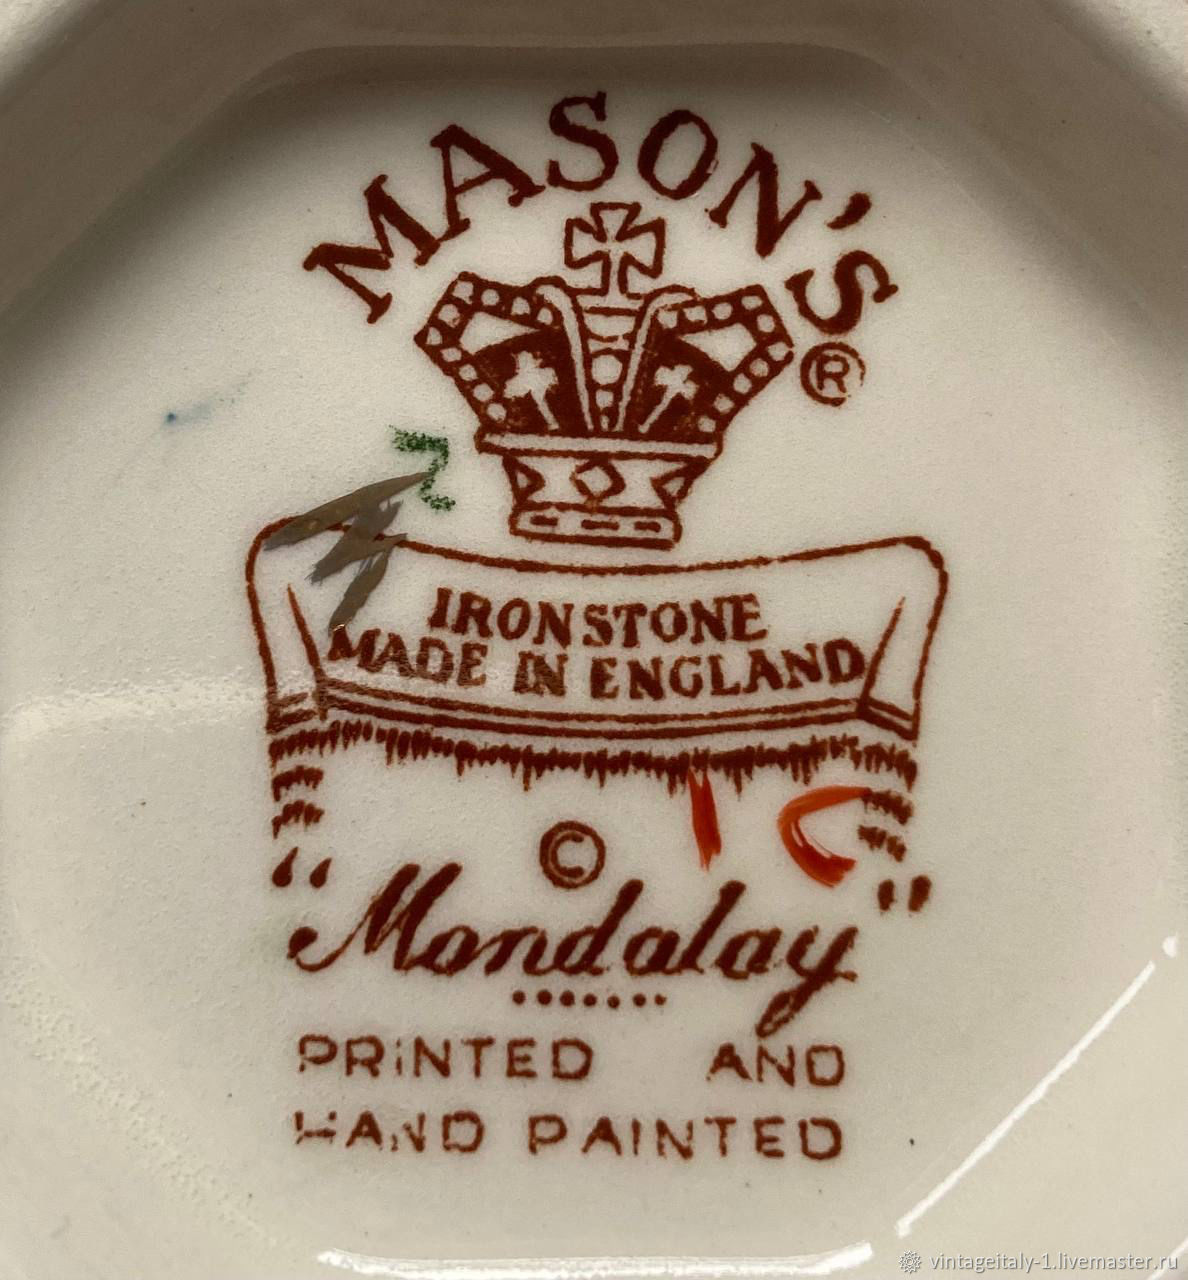 MASON'S
®
IRONSTONE
MADE IN ENGLAND
©
"Mandalay"
PRINTED AND
HAND PAINTED
vintageitaly-1.livemaster.ru